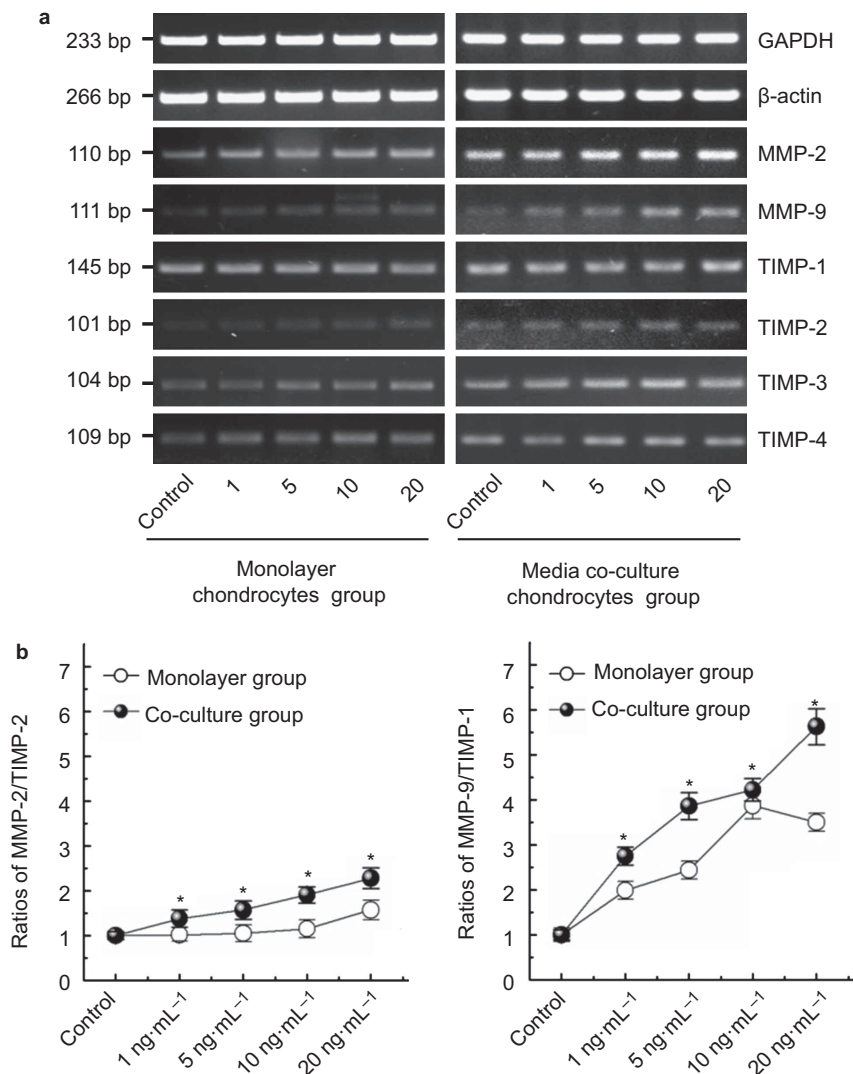 a
233 bp
GAPDH
266 bp
β-actin
110 bp
MMP-2
111 bp
MMP-9
145 bp
TIMP-1
101 bp
TIMP-2
104 bp
TIMP-3
109 bp
TIMP-4
Control 1 5 10 20
Control 1 5 10 20
Monolayer
chondrocytes group
Media co-culture
chondrocytes group
b
Ratios of MMP-2/TIMP-2
7
6
5
4
3
2
1
0
Monolayer group
Co-culture group
* * * *
Control 1 ng·mL–1 5 ng·mL–1 10 ng·mL–1 20 ng·mL–1
Ratios of MMP-9/TIMP-1
7
6
5
4
3
2
1
0
Monolayer group
Co-culture group
* * * *
Control 1 ng·mL–1 5 ng·mL–1 10 ng·mL–1 20 ng·mL–1